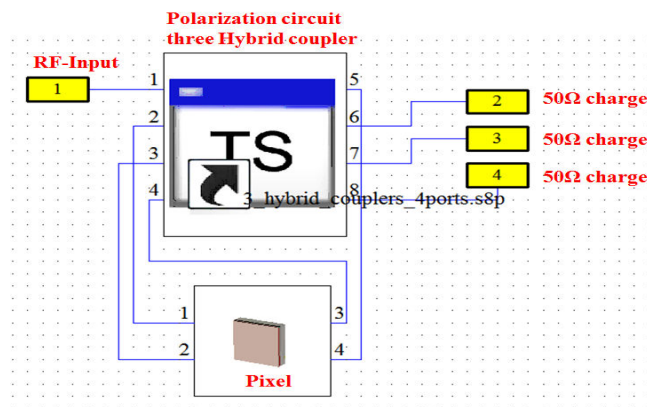 Polarization circuit
three Hybrid coupler
RF-Input
1
1
5
2
50Ω charge
2
6
3
50Ω charge
3
7
TS
4
50Ω charge
4
8
3_hybrid_couplers_4ports.s8p
1
3
2
4
Pixel